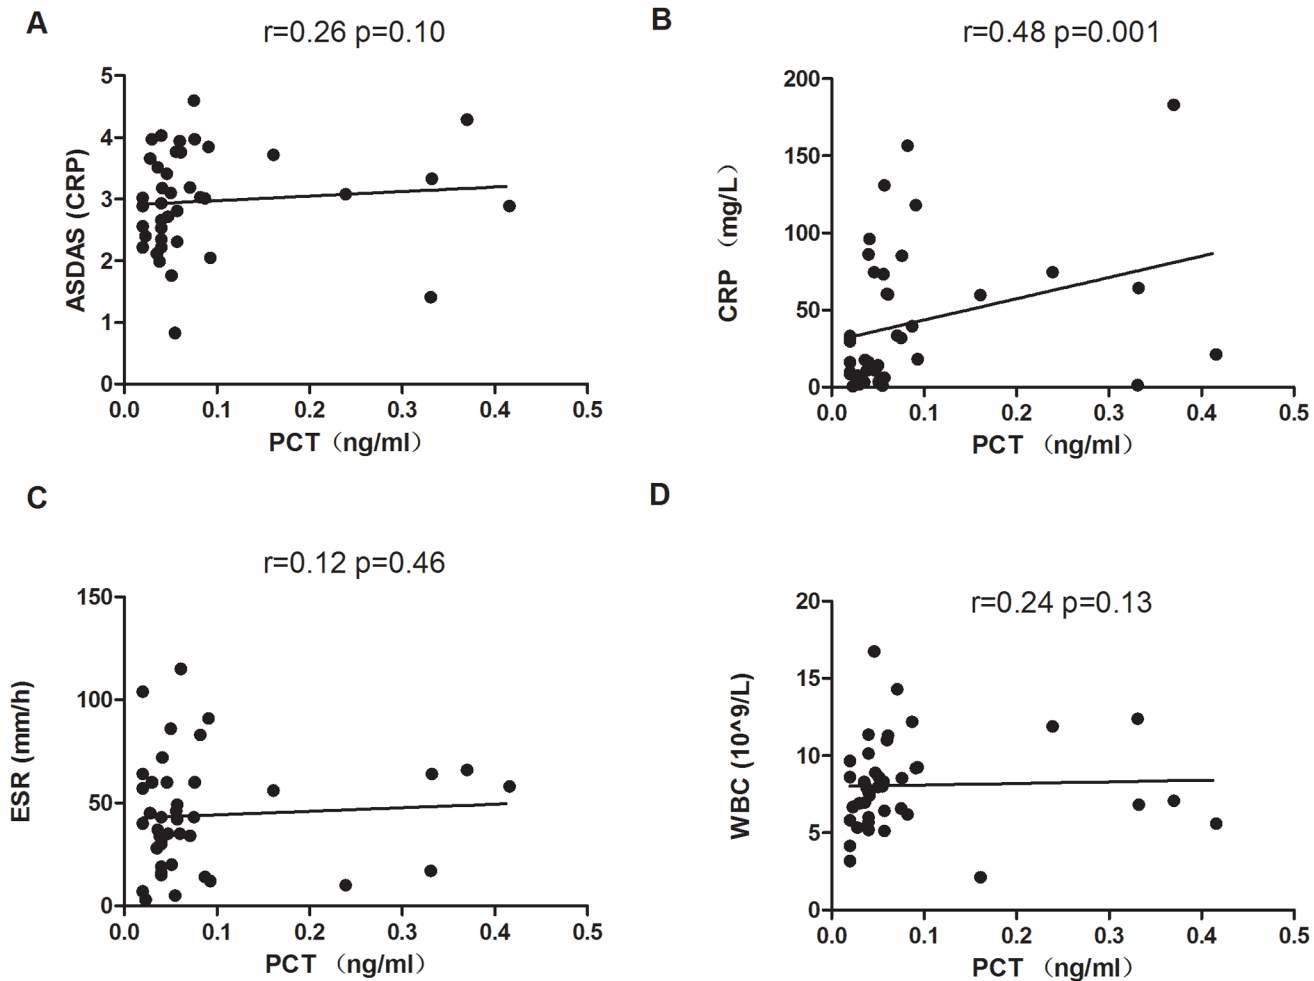 A
r=0.26 p=0.10
5
4
3
2
1
0
ASDAS (CRP)
0.0 0.1 0.2 0.3 0.4 0.5
PCT（ng/ml）
B
r=0.48 p=0.001
200
150
100
50
0
CRP （mg/L）
0.0 0.1 0.2 0.3 0.4 0.5
PCT （ng/ml）
C
r=0.12 p=0.46
150
100
50
0
ESR (mm/h)
0.0 0.1 0.2 0.3 0.4 0.5
PCT （ng/ml）
D
r=0.24 p=0.13
20
15
10
5
0
WBC (10^9/L)
0.0 0.1 0.2 0.3 0.4 0.5
PCT （ng/ml）